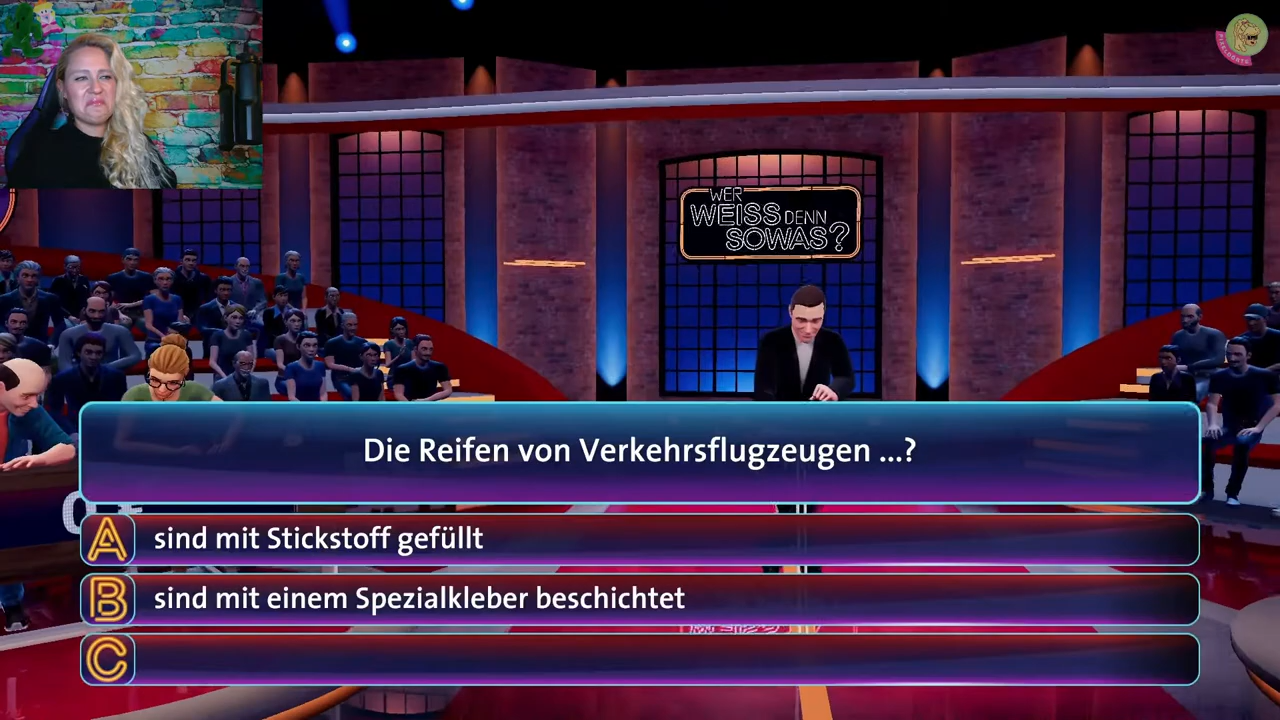 WER
WEISS DENN
SOWAS?
Die Reifen von Verkehrsflugzeugen ...?
A sind mit Stickstoff gefüllt
B sind mit einem Spezialkleber beschichtet
C